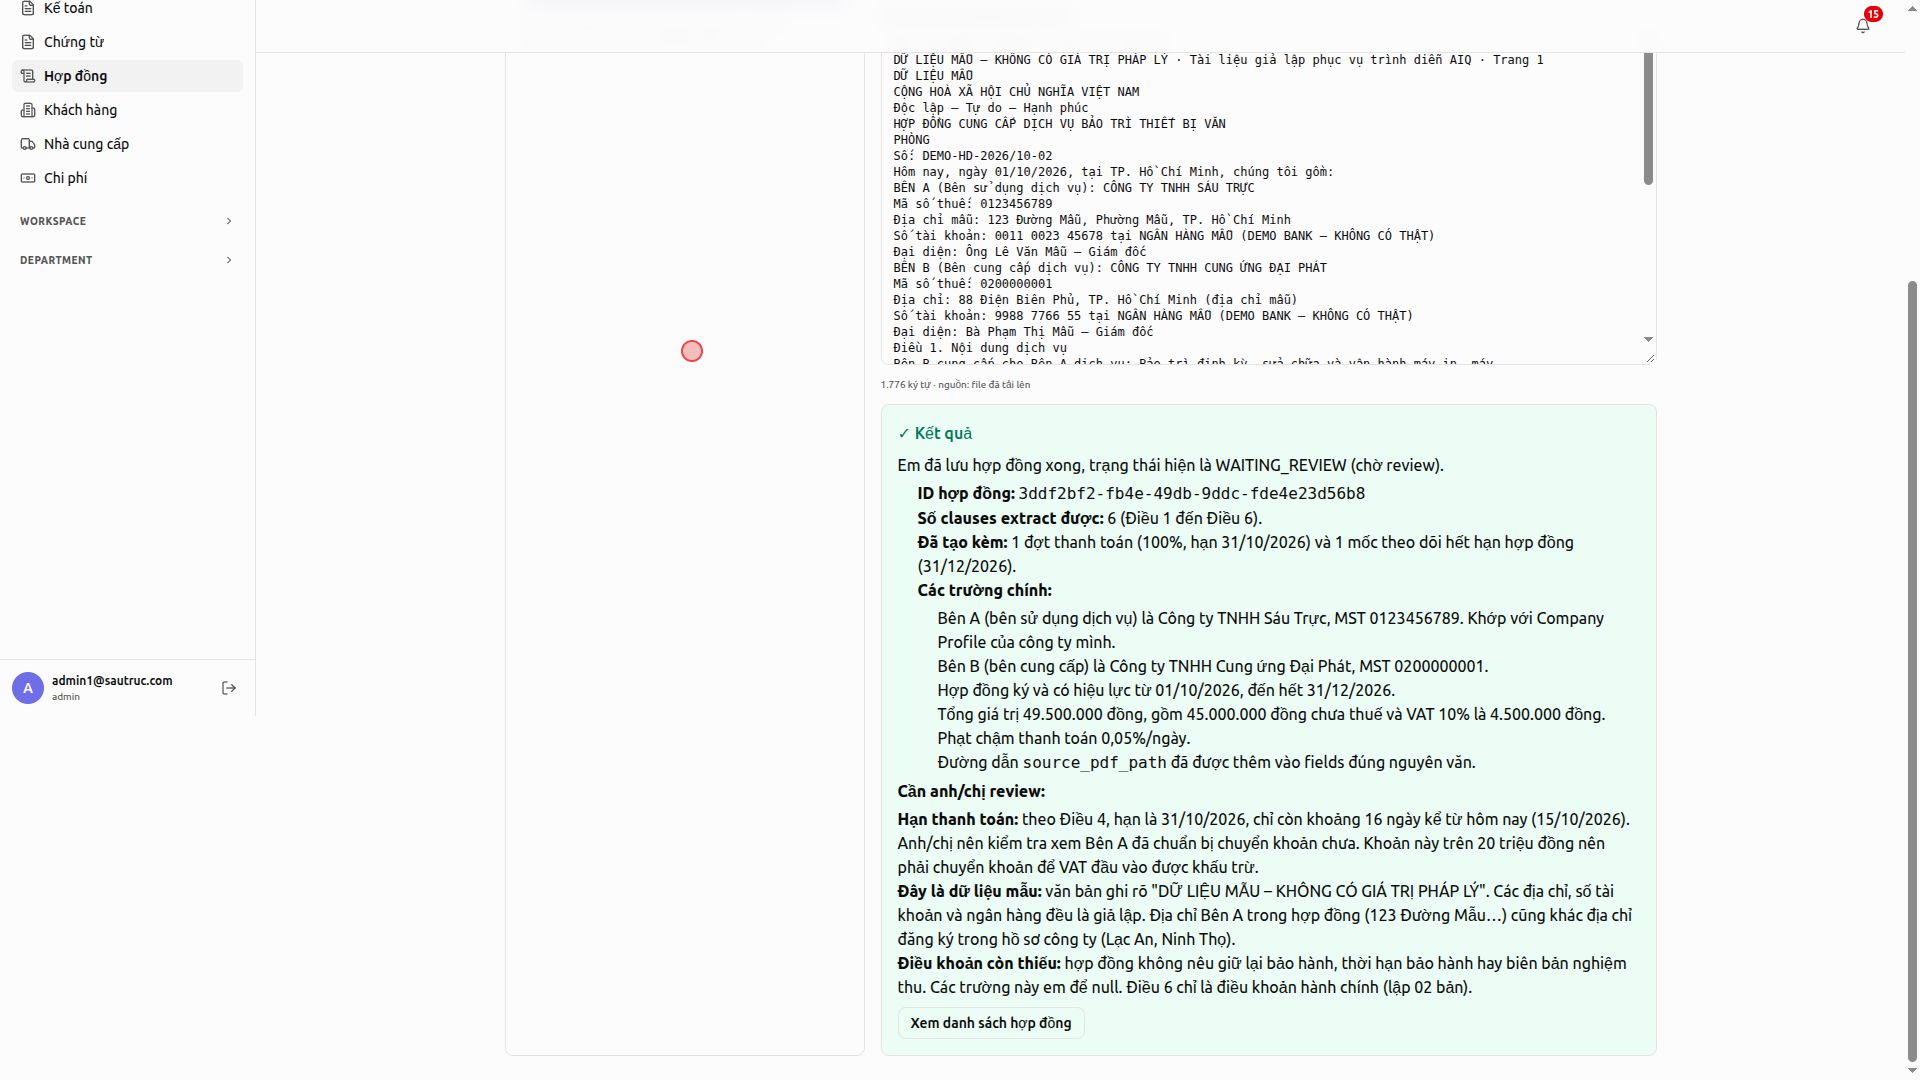 Kế toán
Chứng từ
Hợp đồng
Khách hàng
Nhà cung cấp
Chi phí
WORKSPACE
DEPARTMENT
A
admin1@sautruc.com
admin
15
DỮ LIỆU MẪU — KHÔNG CÓ GIÁ TRỊ PHÁP LÝ · Tài liệu giả lập phục vụ trình diễn AIQ · Trang 1
DỮ LIỆU MẪU
CỘNG HOÀ XÃ HỘI CHỦ NGHĨA VIỆT NAM
Độc lập — Tự do — Hạnh phúc
HỢP ĐỒNG CUNG CẤP DỊCH VỤ BẢO TRÌ THIẾT BỊ VĂN
PHÒNG
Số: DEMO-HD-2026/10-02
Hôm nay, ngày 01/10/2026, tại TP. Hồ Chí Minh, chúng tôi gồm:
BÊN A (Bên sử dụng dịch vụ): CÔNG TY TNHH SÁU TRỰC
Mã số thuế: 0123456789
Địa chỉ mẫu: 123 Đường Mẫu, Phường Mẫu, TP. Hồ Chí Minh
Số tài khoản: 0011 0023 45678 tại NGÂN HÀNG MẪU (DEMO BANK — KHÔNG CÓ THẬT)
Đại diện: Ông Lê Văn Mẫu — Giám đốc
BÊN B (Bên cung cấp dịch vụ): CÔNG TY TNHH CUNG ỨNG ĐẠI PHÁT
Mã số thuế: 0200000001
Địa chỉ: 88 Điện Biên Phủ, TP. Hồ Chí Minh (địa chỉ mẫu)
Số tài khoản: 9988 7766 55 tại NGÂN HÀNG MẪU (DEMO BANK — KHÔNG CÓ THẬT)
Đại diện: Bà Phạm Thị Mẫu — Giám đốc
Điều 1. Nội dung dịch vụ
Bên B cung cấp cho Bên A dịch vụ: Bảo trì định kỳ, sửa chữa và vận hành máy in, máy
1.776 ký tự · nguồn: file đã tải lên
✓ Kết quả
Em đã lưu hợp đồng xong, trạng thái hiện là WAITING_REVIEW (chờ review).
ID hợp đồng: 3ddf2bf2-fb4e-49db-9ddc-fde4e23d56b8
Số clauses extract được: 6 (Điều 1 đến Điều 6).
Đã tạo kèm: 1 đợt thanh toán (100%, hạn 31/10/2026) và 1 mốc theo dõi hết hạn hợp đồng
(31/12/2026).
Các trường chính:
Bên A (bên sử dụng dịch vụ) là Công ty TNHH Sáu Trực, MST 0123456789. Khớp với Company
Profile của công ty mình.
Bên B (bên cung cấp) là Công ty TNHH Cung ứng Đại Phát, MST 0200000001.
Hợp đồng ký và có hiệu lực từ 01/10/2026, đến hết 31/12/2026.
Tổng giá trị 49.500.000 đồng, gồm 45.000.000 đồng chưa thuế và VAT 10% là 4.500.000 đồng.
Phạt chậm thanh toán 0,05%/ngày.
Đường dẫn source_pdf_path đã được thêm vào fields đúng nguyên văn.
Cần anh/chị review:
Hạn thanh toán: theo Điều 4, hạn là 31/10/2026, chỉ còn khoảng 16 ngày kể từ hôm nay (15/10/2026).
Anh/chị nên kiểm tra xem Bên A đã chuẩn bị chuyển khoản chưa. Khoản này trên 20 triệu đồng nên
phải chuyển khoản để VAT đầu vào được khấu trừ.
Đây là dữ liệu mẫu: văn bản ghi rõ "DỮ LIỆU MẪU – KHÔNG CÓ GIÁ TRỊ PHÁP LÝ". Các địa chỉ, số tài
khoản và ngân hàng đều là giả lập. Địa chỉ Bên A trong hợp đồng (123 Đường Mẫu…) cũng khác địa chỉ
đăng ký trong hồ sơ công ty (Lạc An, Ninh Thọ).
Điều khoản còn thiếu: hợp đồng không nêu giữ lại bảo hành, thời hạn bảo hành hay biên bản nghiệm
thu. Các trường này em để null. Điều 6 chỉ là điều khoản hành chính (lập 02 bản).
Xem danh sách hợp đồng